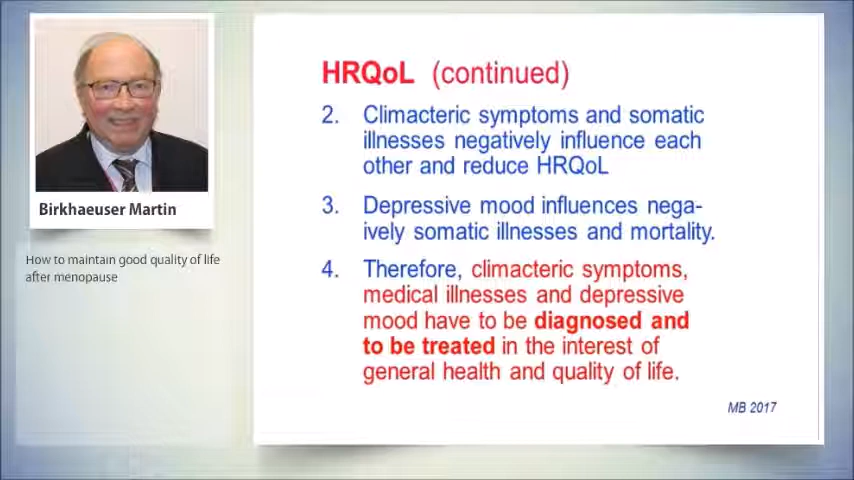 Birkhaeuser Martin
How to maintain good quality of life
after menopause
HRQoL (continued)
2. Climacteric symptoms and somatic
illnesses negatively influence each
other and reduce HRQoL
3. Depressive mood influences nega-
ively somatic illnesses and mortality.
4. Therefore, climacteric symptoms,
medical illnesses and depressive
mood have to be diagnosed and
to be treated in the interest of
general health and quality of life.
MB 2017